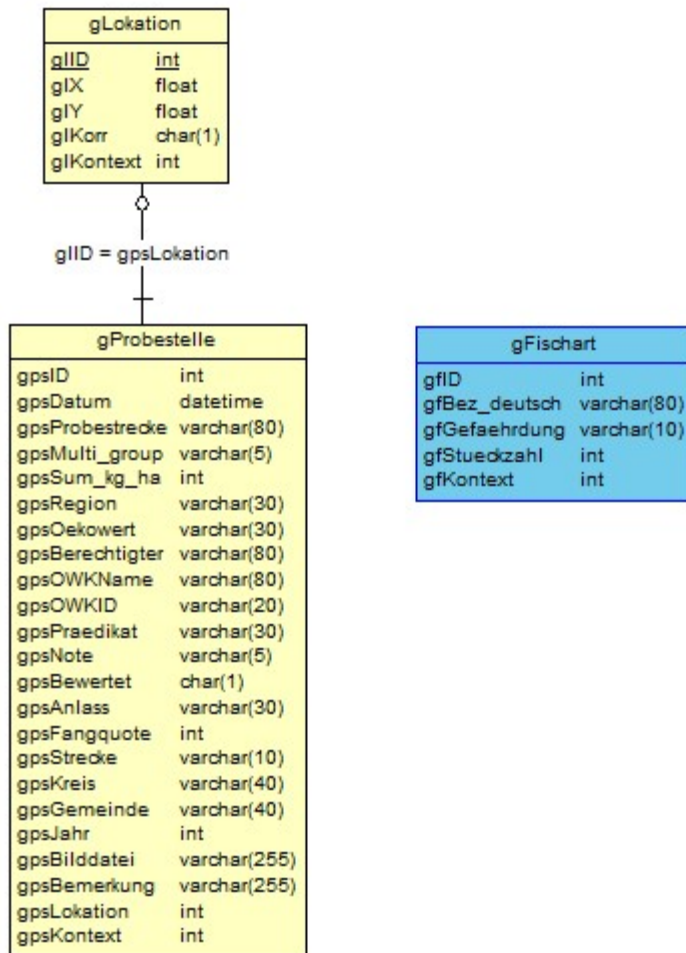 gLokation
glID int
glX float
glY float
glKorr char(1)
glKontext int
glID = gpsLokation
gProbestelle
gpsID int
gpsDatum datetime
gpsProbestrecke varchar(80)
gpsMulti_group varchar(5)
gpsSum_kg_ha int
gpsRegion varchar(30)
gpsOekowert varchar(30)
gpsBerechtigter varchar(80)
gpsOWKName varchar(80)
gpsOWKID varchar(20)
gpsPraedikat varchar(30)
gpsNote varchar(5)
gpsBewertet char(1)
gpsAnlass varchar(30)
gpsFangquote int
gpsStrecke varchar(10)
gpsKreis varchar(40)
gpsGemeinde varchar(40)
gpsJahr int
gpsBilddatei varchar(255)
gpsBemerkung varchar(255)
gpsLokation int
gpsKontext int
gFischart
gfID int
gfBez_deutsch varchar(80)
gfGefaehrdung varchar(10)
gfStueckzahl int
gfKontext int